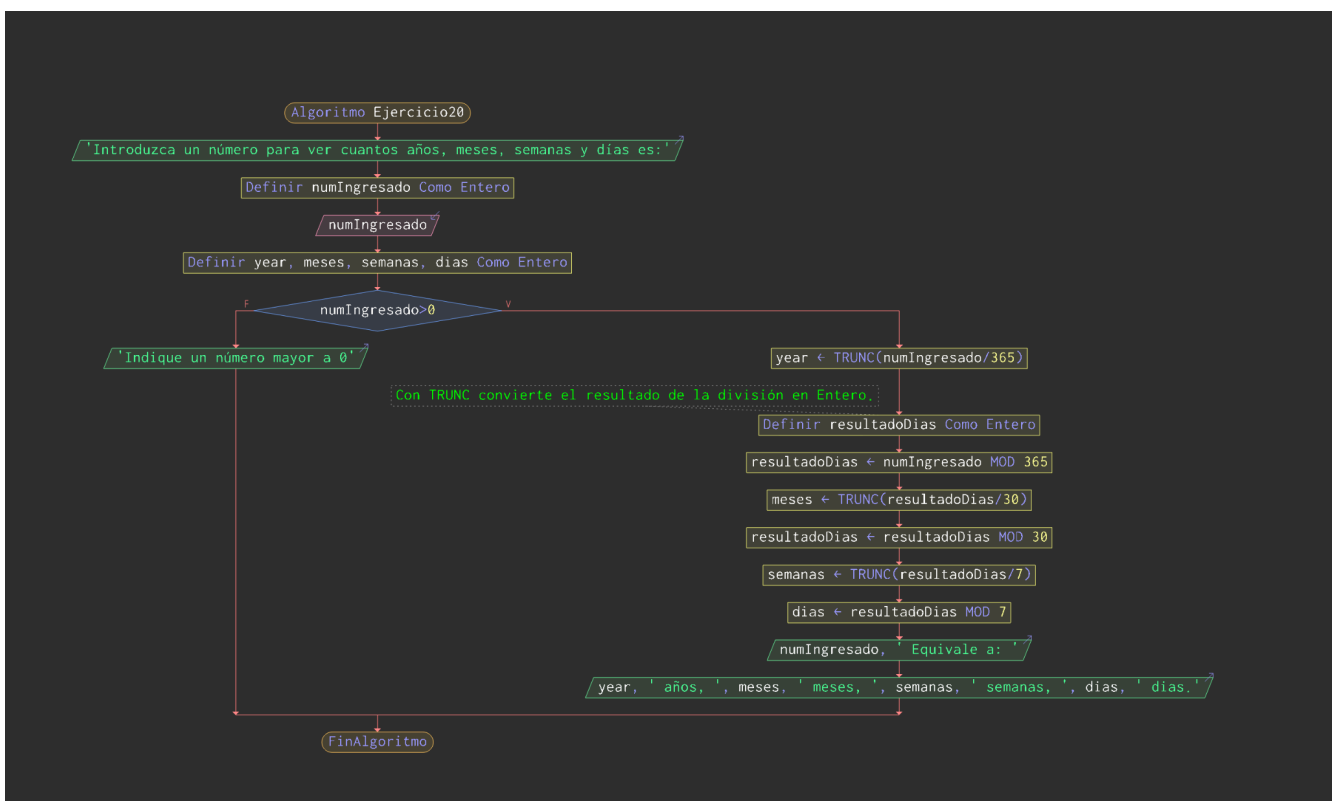 Algoritmo Ejercicio20
'Introduzca un número para ver cuantos años, meses, semanas y días es:'
Definir numIngresado Como Entero
numIngresado
Definir year, meses, semanas, dias Como Entero
numIngresado>0
F
V
'Indique un número mayor a 0'
year ← TRUNC(numIngresado/365)
Con TRUNC convierte el resultado de la división en Entero.
Definir resultadoDias Como Entero
resultadoDias ← numIngresado MOD 365
meses ← TRUNC(resultadoDias/30)
resultadoDias ← resultadoDias MOD 30
semanas ← TRUNC(resultadoDias/7)
dias ← resultadoDias MOD 7
numIngresado, ' Equivale a: '
year, ' años, ', meses, ' meses, ', semanas, ' semanas, ', dias, ' dias.'
FinAlgoritmo